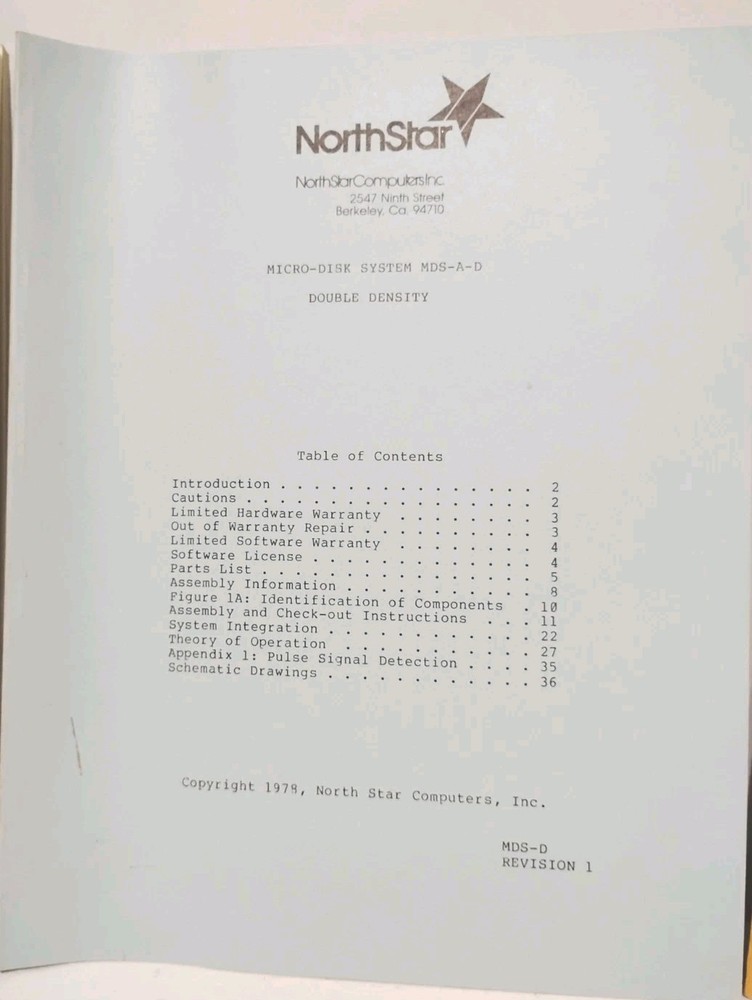 NorthStar
NorthStarComputersInc.
2547 Ninth Street
Berkeley, Ca. 94710
MICRO-DISK SYSTEM MDS-A-D
DOUBLE DENSITY
Table of Contents
Introduction . . . . . . . . . . . . . . . 2
Cautions . . . . . . . . . . . . . . . . . 2
Limited Hardware Warranty . . . . . . . . 3
Out of Warranty Repair . . . . . . . . . . 3
Limited Software Warranty . . . . . . . . 4
Software License . . . . . . . . . . . . . 4
Parts List . . . . . . . . . . . . . . . . 5
Assembly Information . . . . . . . . . . . 8
Figure 1A: Identification of Components . 10
Assembly and Check-out Instructions . . . 11
System Integration . . . . . . . . . . . 22
Theory of Operation . . . . . . . . . . 27
Appendix 1: Pulse Signal Detection . . . . 35
Schematic Drawings . . . . . . . . . . . 36
Copyright 1978, North Star Computers, Inc.
MDS-D
REVISION 1